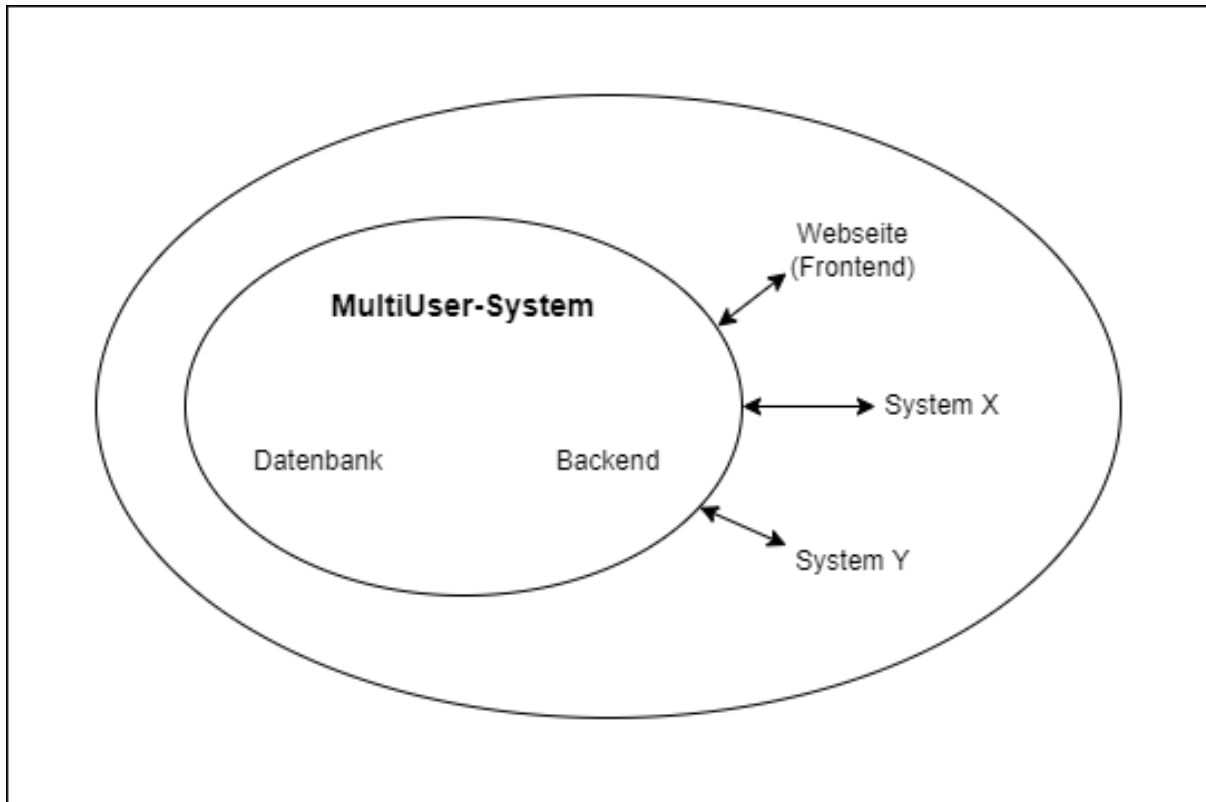 Webseite
(Frontend)
MultiUser-System
System X
Datenbank
Backend
System Y